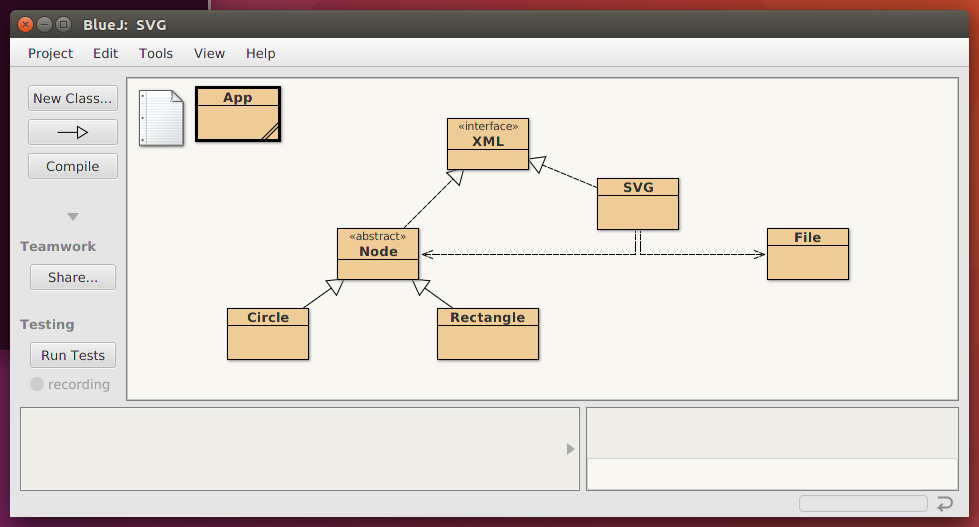 BlueJ: SVG
Project Edit Tools View Help
New Class...
Compile
Teamwork
Share...
Testing
Run Tests
recording
App
«interface»
XML
SVG
«abstract»
Node
File
Circle
Rectangle